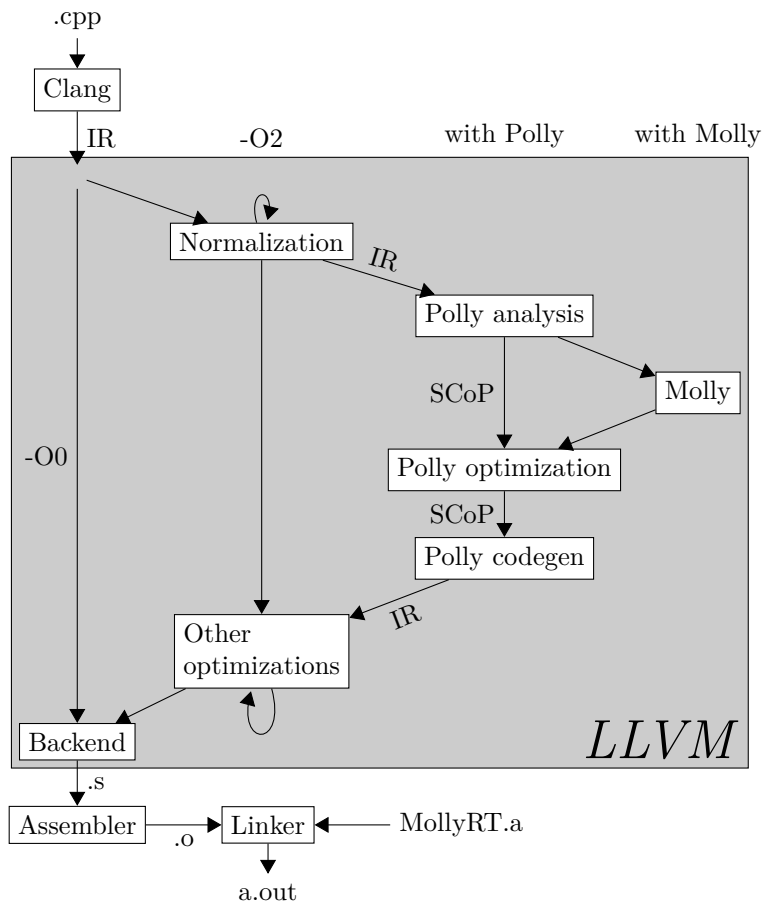 .cpp
Clang
IR
-O2
with Polly
with Molly
Normalization
IR
Polly analysis
SCoP
Molly
-O0
Polly optimization
SCoP
Polly codegen
IR
Other
optimizations
Backend
LLVM
.s
Assembler
.o
Linker
MollyRT.a
a.out